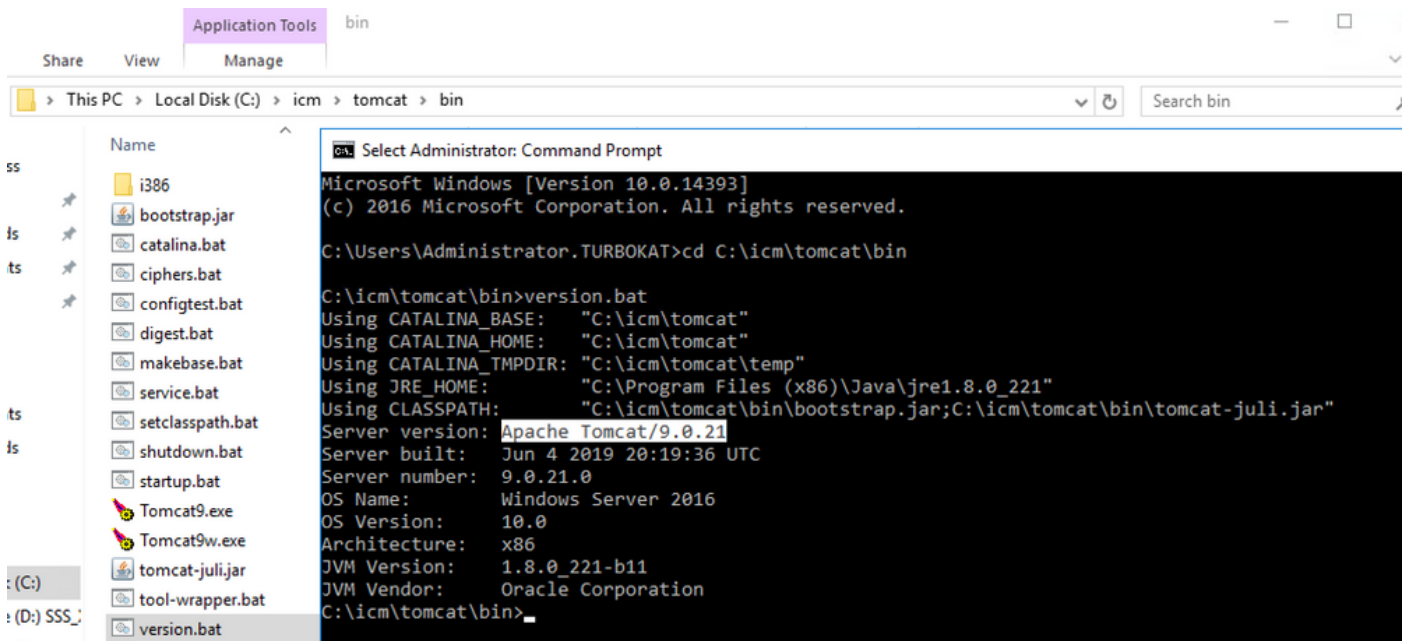 Application Tools bin
Share View Manage
This PC > Local Disk (C:) > icm > tomcat > bin
Search bin
Name
ss
ds
ts
nts
ds
: (C:)
e (D:) SSS_
i386
bootstrap.jar
catalina.bat
ciphers.bat
configtest.bat
digest.bat
makebase.bat
service.bat
setclasspath.bat
shutdown.bat
startup.bat
Tomcat9.exe
Tomcat9w.exe
tomcat-juli.jar
tool-wrapper.bat
version.bat
Select Administrator: Command Prompt
Microsoft Windows [Version 10.0.14393]
(c) 2016 Microsoft Corporation. All rights reserved.
C:\Users\Administrator.TURBOKAT>cd C:\icm\tomcat\bin
C:\icm\tomcat\bin>version.bat
Using CATALINA_BASE: "C:\icm\tomcat"
Using CATALINA_HOME: "C:\icm\tomcat"
Using CATALINA_TMPDIR: "C:\icm\tomcat\temp"
Using JRE_HOME: "C:\Program Files (x86)\Java\jre1.8.0_221"
Using CLASSPATH: "C:\icm\tomcat\bin\bootstrap.jar;C:\icm\tomcat\bin\tomcat-juli.jar"
Server version: Apache Tomcat/9.0.21
Server built: Jun 4 2019 20:19:36 UTC
Server number: 9.0.21.0
OS Name: Windows Server 2016
OS Version: 10.0
Architecture: x86
JVM Version: 1.8.0_221-b11
JVM Vendor: Oracle Corporation
C:\icm\tomcat\bin>